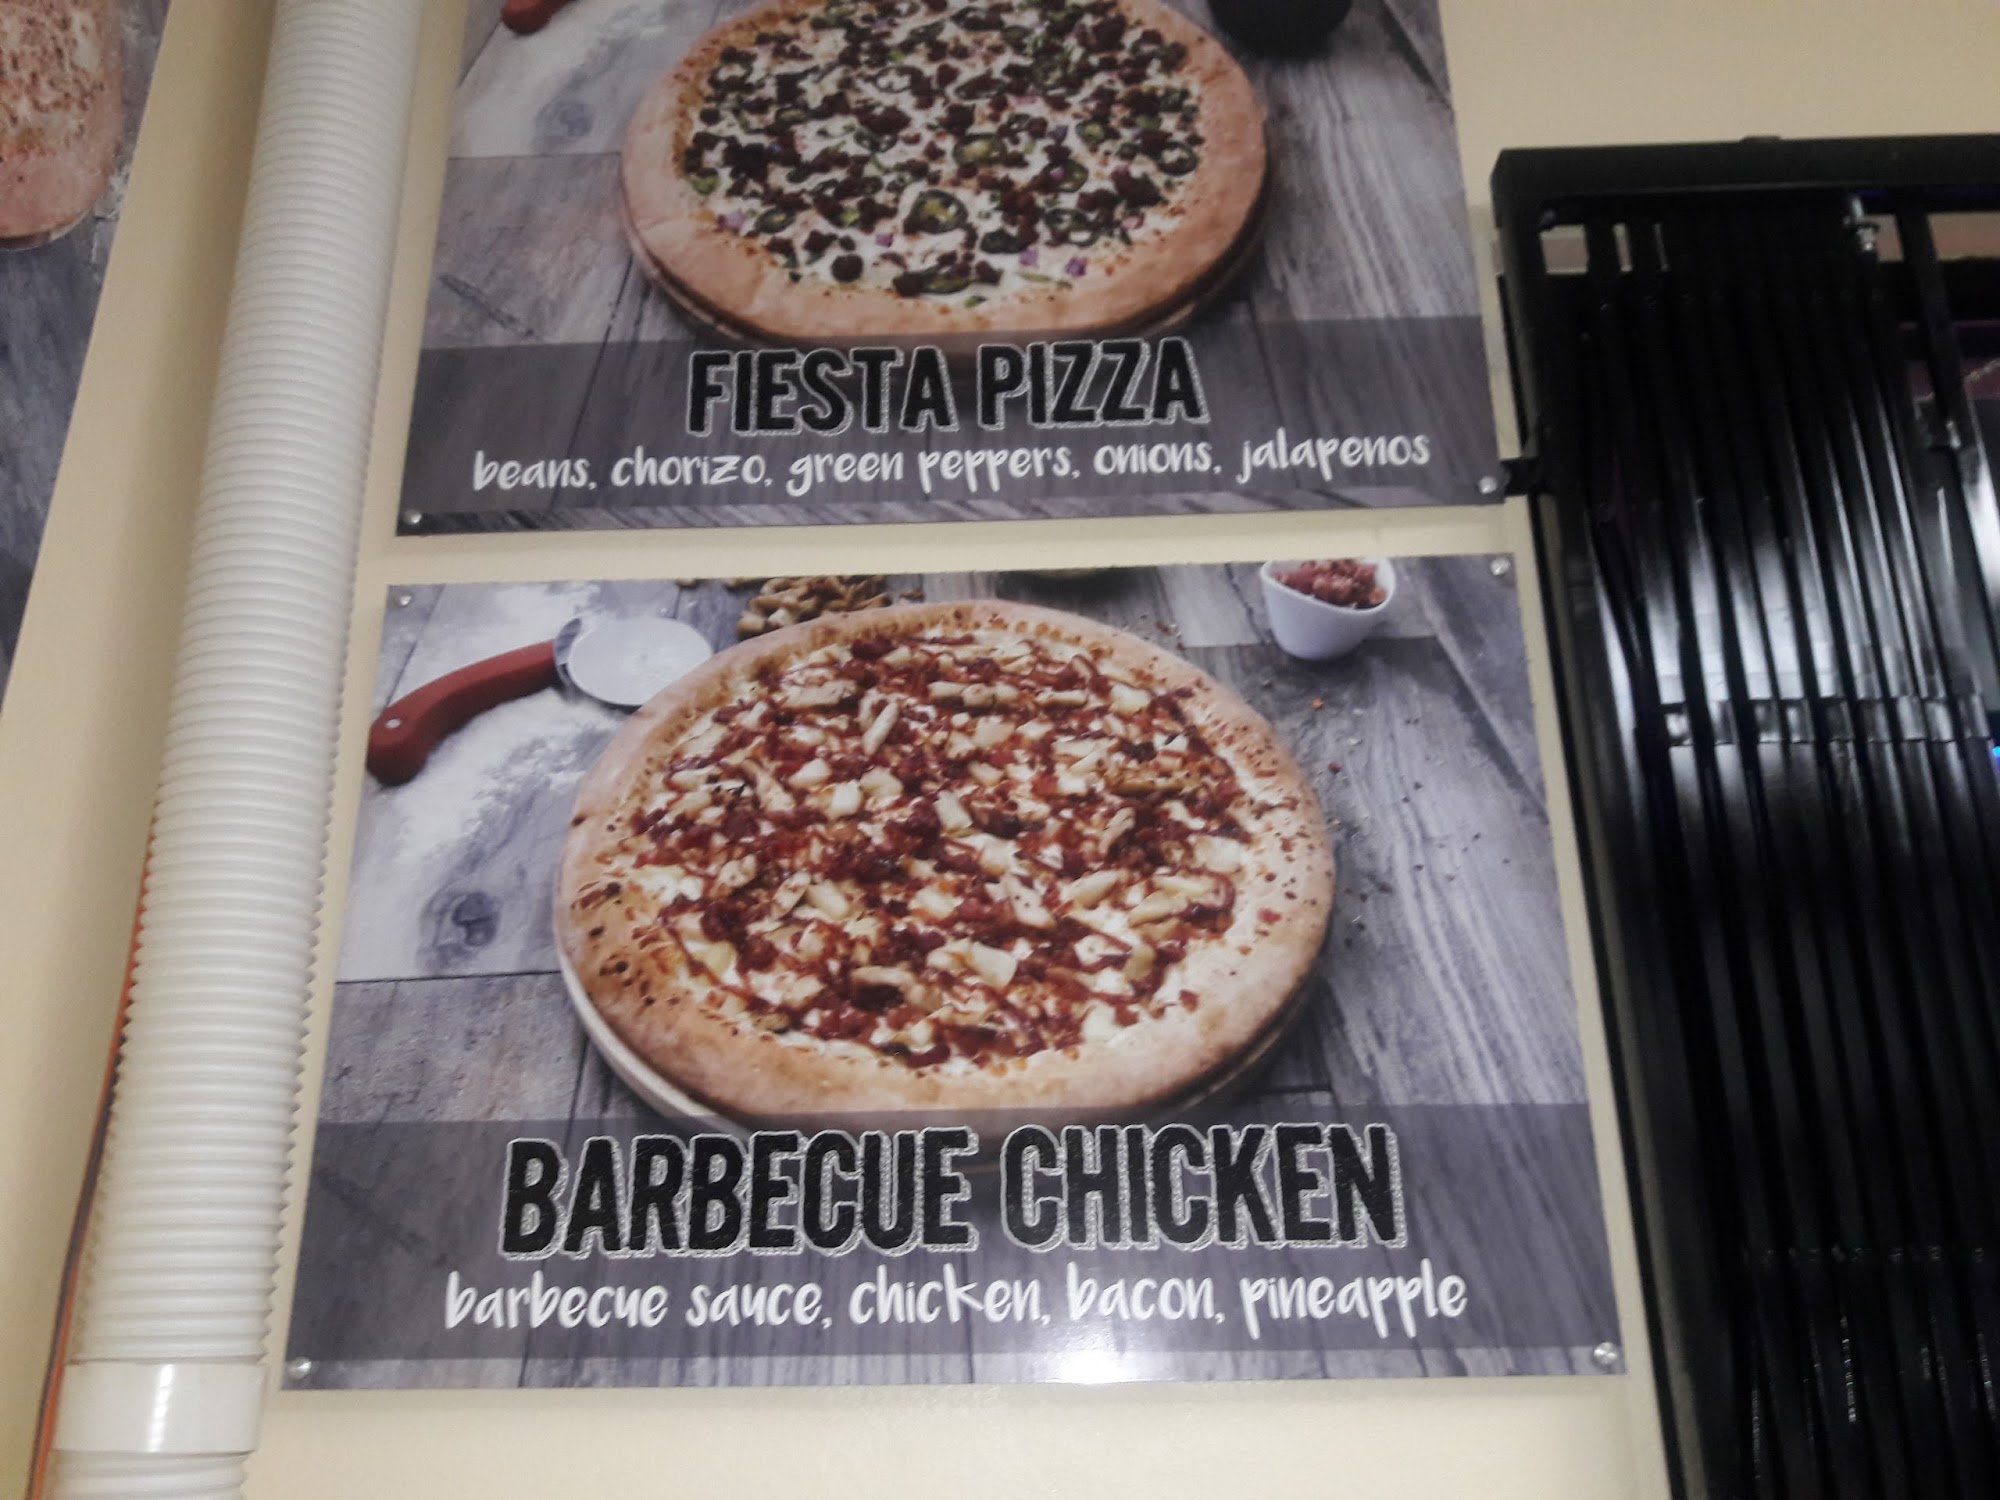 FIESTA PIZZA
beans, chorizo, green peppers, onions, jalapenos
BARBECUE CHICKEN
barbecue sauce, chicken, bacon, pineapple